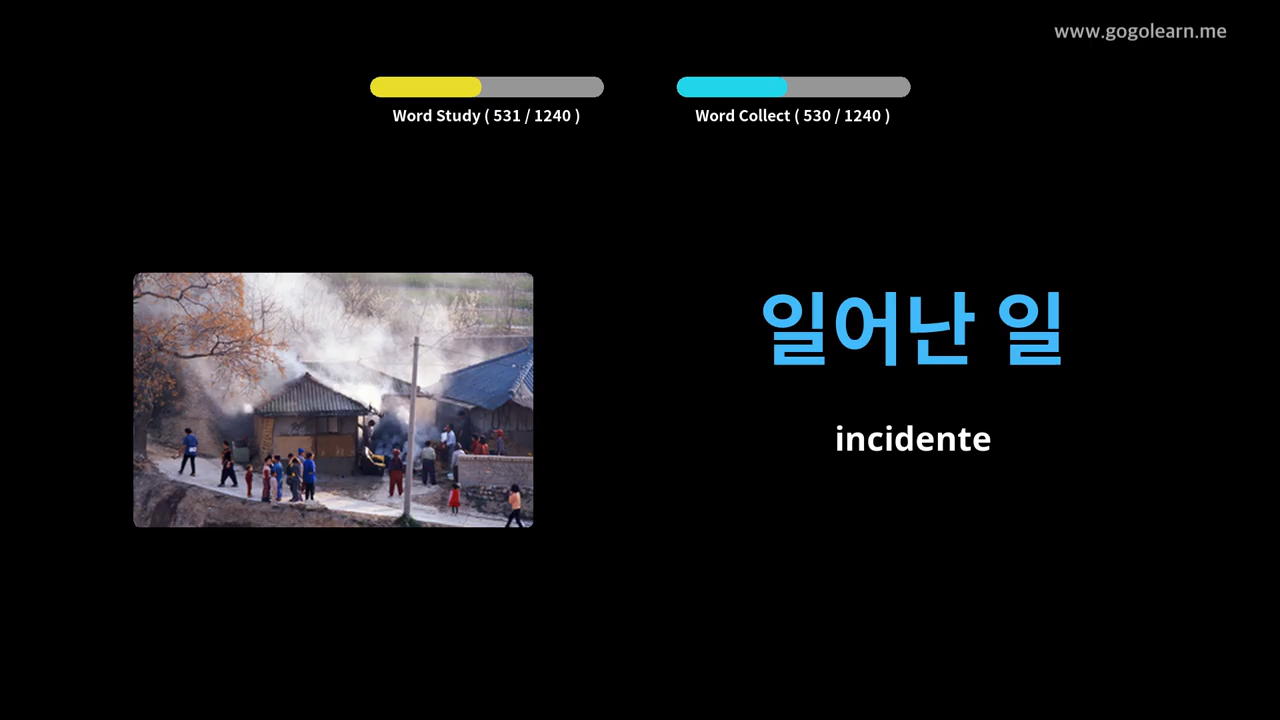 www.gogolearn.me
Word Study ( 531 / 1240 )
Word Collect ( 530 / 1240 )
일어난 일
incidente